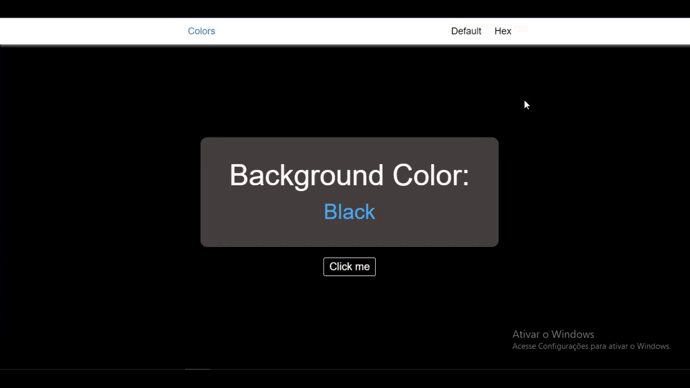 Colors
Default Hex
Background Color:
Black
Click me
Ativar o Windows
Acesse Configurações para ativar o Windows.